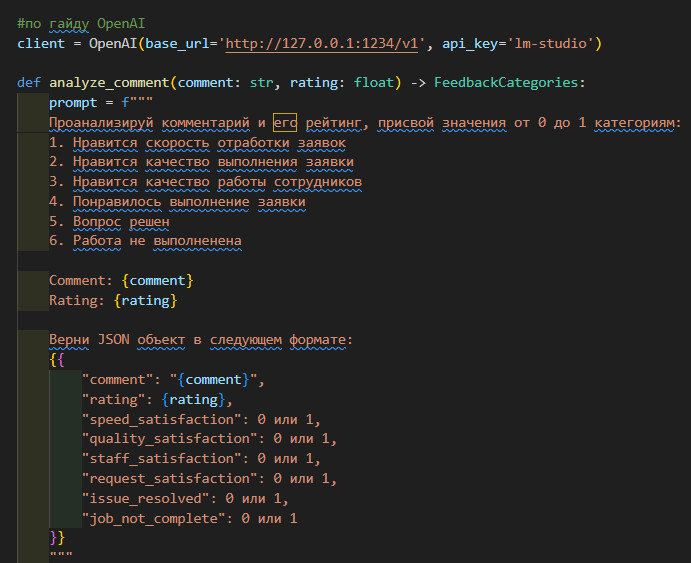 #по гайду OpenAI
client = OpenAI(base_url='http://127.0.0.1:1234/v1', api_key='lm-studio')
def analyze_comment(comment: str, rating: float) -> FeedbackCategories:
prompt = f"""
Проанализируй комментарий и его рейтинг, присвой значения от 0 до 1 категориям:
1. Нравится скорость отработки заявок
2. Нравится качество выполнения заявки
3. Нравится качество работы сотрудников
4. Понравилось выполнение заявки
5. Вопрос решен
6. Работа не выполненена
Comment: {comment}
Rating: {rating}
Верни JSON объект в следующем формате:
{{
"comment": "{comment}",
"rating": {rating},
"speed_satisfaction": 0 или 1,
"quality_satisfaction": 0 или 1,
"staff_satisfaction": 0 или 1,
"request_satisfaction": 0 или 1,
"issue_resolved": 0 или 1,
"job_not_complete": 0 или 1
}}
"""